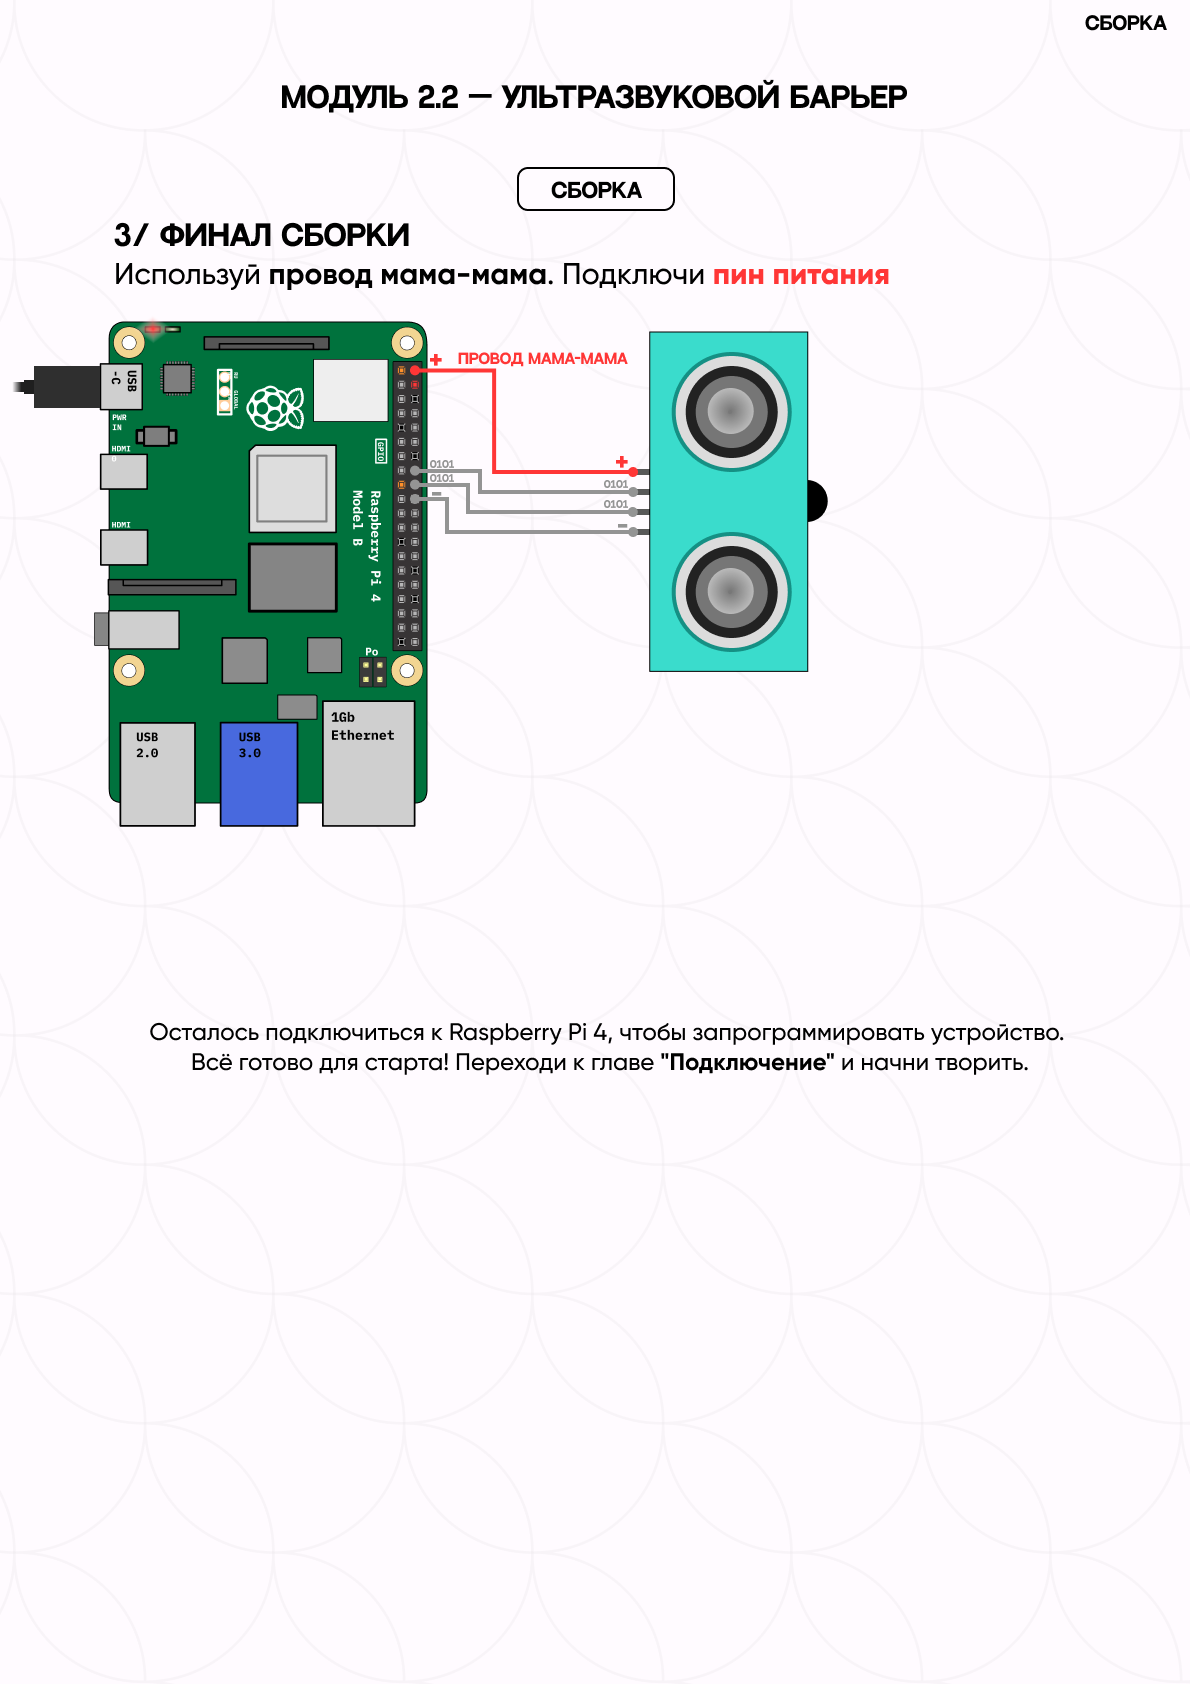 СБОРКА
МОДУЛЬ 2.2 — УЛЬТРАЗВУКОВОЙ БАРЬЕР
СБОРКА
3/ ФИНАЛ СБОРКИ
Используй провод мама-мама. Подключи пин питания
+ ПРОВОД МАМА-МАМА
USB
-C
PWR
IN
HDMI
0
HDMI
GLOBAL
GPIO
Raspberry Pi 4
Model B
0101
0101
–
+
0101
0101
–
Po
USB
2.0
USB
3.0
1Gb
Ethernet
Осталось подключиться к Raspberry Pi 4, чтобы запрограммировать устройство.
Всё готово для старта! Переходи к главе "Подключение" и начни творить.